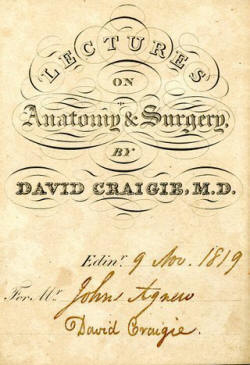 LECTURES
ON
Anatomy & Surgery,
BY
DAVID CRAIGIE, M.D.
Edinr. 9 Nov. 1819
For Mr. John Agnew
David Craigie.